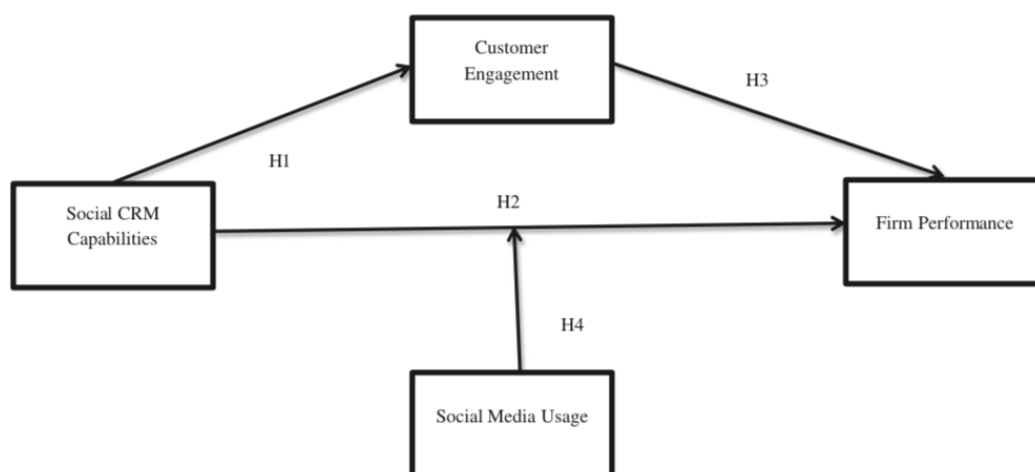 Customer
Engagement
H3
H1
Social CRM
Capabilities
H2
Firm Performance
H4
Social Media Usage